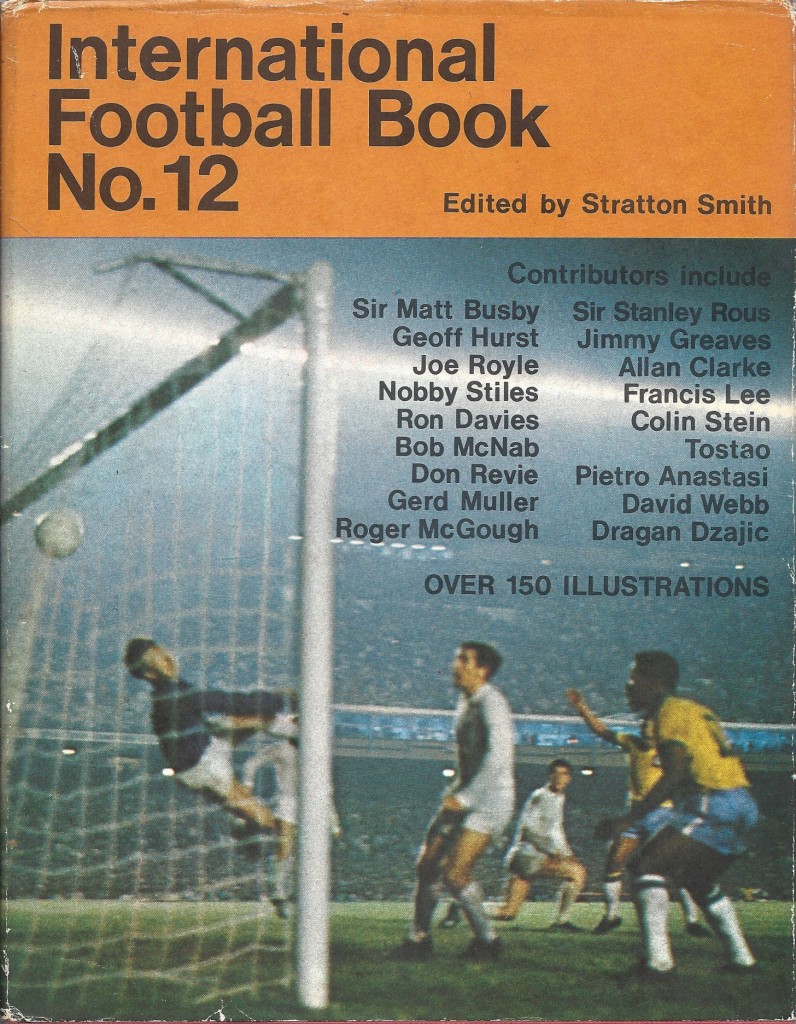 International
Football Book
No.12
Edited by Stratton Smith
Contributors include
Sir Matt Busby
Geoff Hurst
Joe Royle
Nobby Stiles
Ron Davies
Bob McNab
Don Revie
Gerd Muller
Roger McGough
Sir Stanley Rous
Jimmy Greaves
Allan Clarke
Francis Lee
Colin Stein
Tostao
Pietro Anastasi
David Webb
Dragan Dzajic
OVER 150 ILLUSTRATIONS